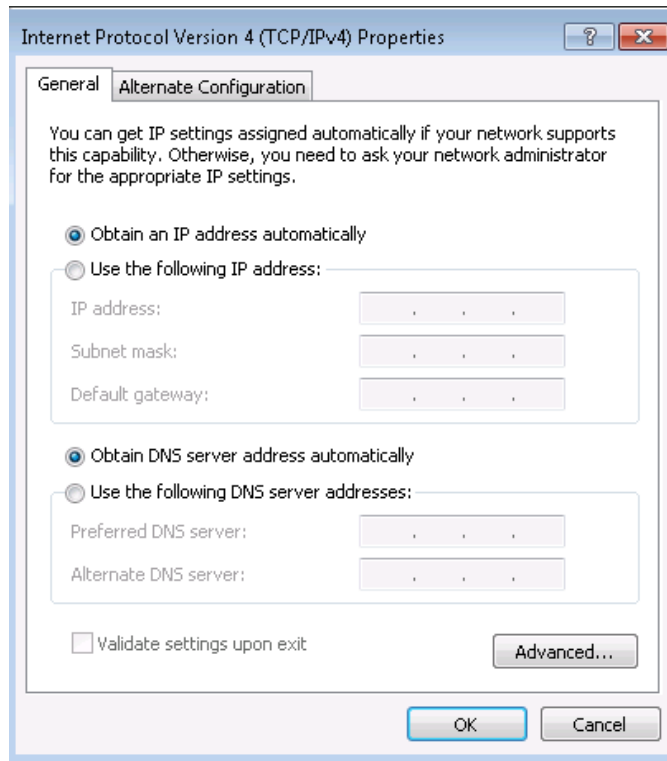 Internet Protocol Version 4 (TCP/IPv4) Properties
?
General
Alternate Configuration
You can get IP settings assigned automatically if your network supports
this capability. Otherwise, you need to ask your network administrator
for the appropriate IP settings.
Obtain an IP address automatically
Use the following IP address:
IP address:
Subnet mask:
Default gateway:
Obtain DNS server address automatically
Use the following DNS server addresses:
Preferred DNS server:
Alternate DNS server:
Validate settings upon exit
Advanced...
OK
Cancel